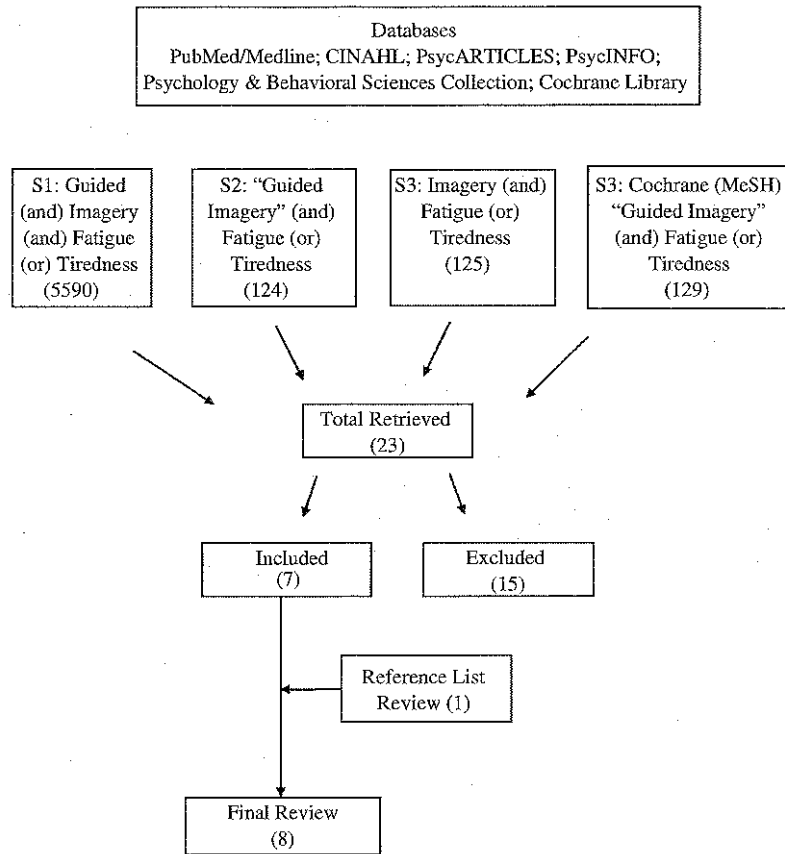 Databases
PubMed/Medline; CINAHL; PsycARTICLES; PsycINFO;
Psychology & Behavioral Sciences Collection; Cochrane Library
S1: Guided
(and) Imagery
(and) Fatigue
(or) Tiredness
(5590)
S2: “Guided
Imagery” (and)
Fatigue (or)
Tiredness
(124)
S3: Imagery (and)
Fatigue (or)
Tiredness
(125)
S3: Cochrane (MeSH)
“Guided Imagery”
(and) Fatigue (or)
Tiredness
(129)
Total Retrieved
(23)
Included
(7)
Excluded
(15)
Reference List
Review (1)
Final Review
(8)